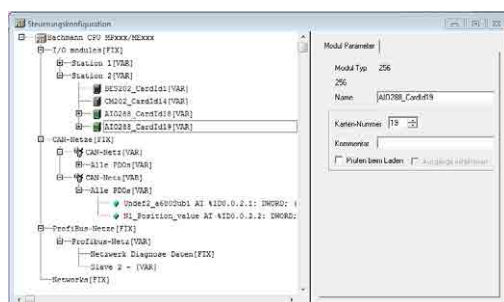 Steuerungskonfiguration
Bachmann CPU MPxxx/MExxx
I/O modules[FIX]
Station 1[VAR]
Station 2[VAR]
BES202_CardId1[VAR]
CM202_CardId14[VAR]
AIO288_CardId18[VAR]
AIO288_CardId19[VAR]
CAN-Netze[FIX]
CAN-Netz[VAR]
Alle PDOs[VAR]
CAN-Netz[VAR]
Alle PDOs[VAR]
Undef2_a6802ub1 AT %ID0.0.2.1: DWORD; (
N1_Position_value AT %ID0.0.2.2: DWORD;
ProfiBus-Netze[FIX]
Profibus-Netz[VAR]
Netzwerk Diagnose Daten[FIX]
Slave 2 - [VAR]
Networks[FIX]
Modul Parameter
Modul Typ 256
256
Name AIO288_CardId19
Karten-Nummer 19
Kommentar
Prüfen beim Laden